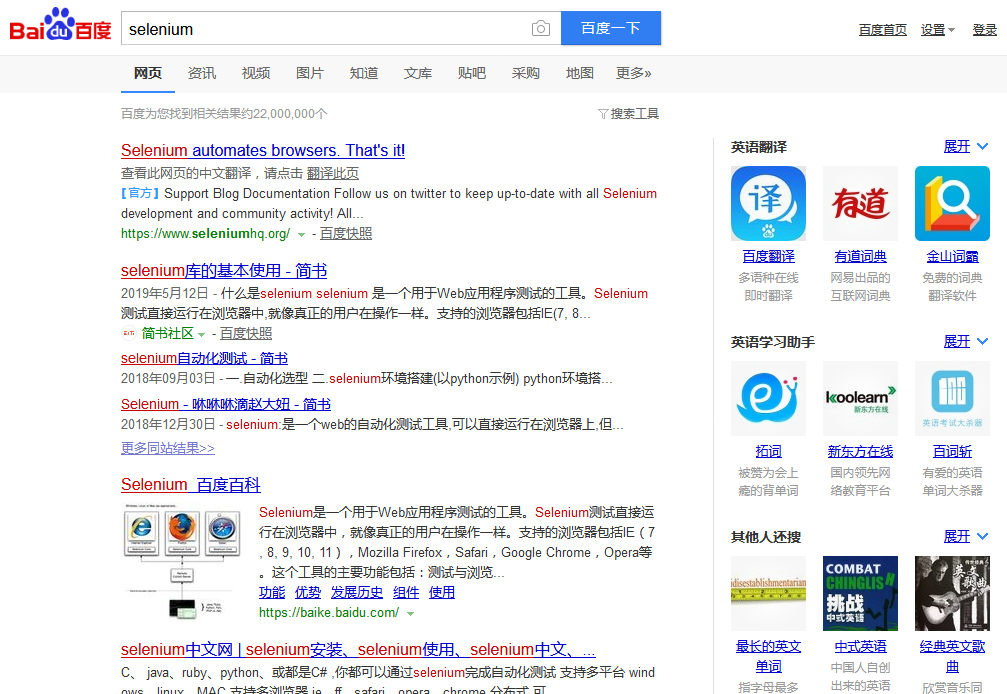 Bai du 百度
selenium
百度一下
百度首页 设置 登录
网页 资讯 视频 图片 知道 文库 贴吧 采购 地图 更多»
百度为您找到相关结果约22,000,000个
搜索工具
Selenium automates browsers. That's it!
查看此网页的中文翻译，请点击 翻译此页
【官方】Support Blog Documentation Follow us on twitter to keep up-to-date with all Selenium
development and community activity! All...
https://www.seleniumhq.org/ - 百度快照
selenium库的基本使用 - 简书
2019年5月12日 - 什么是selenium selenium 是一个用于Web应用程序测试的工具。Selenium
测试直接运行在浏览器中,就像真正的用户在操作一样。支持的浏览器包括IE(7, 8...
简书社区 - 百度快照
selenium自动化测试 - 简书
2018年09月03日 - 一.自动化选型 二.selenium环境搭建(以python示例) python环境搭...
Selenium - 咻咻咻滴赵大妞 - 简书
2018年12月30日 - selenium:是一个web的自动化测试工具,可以直接运行在浏览器上,但...
更多同站结果>>
Selenium_百度百科
Selenium是一个用于Web应用程序测试的工具。Selenium测试直接运
行在浏览器中，就像真正的用户在操作一样。支持的浏览器包括IE（7
, 8, 9, 10, 11），Mozilla Firefox，Safari，Google Chrome，Opera等
。这个工具的主要功能包括：测试与浏览...
功能 优势 发展历史 组件 使用
https://baike.baidu.com/
selenium中文网 | selenium安装、selenium使用、selenium中文、...
C、 java、ruby、python、或都是C# ,你都可以通过selenium完成自动化测试 支持多平台 wind
ows、linux、MAC 支持多浏览器 ie、ff、safari、opera、chrome 分布式 可
英语翻译 展开
译 有道
百度翻译 有道词典 金山词霸
多语种在线 网易出品的 免费的词典
即时翻译 互联网词典 翻译软件
英语学习助手 展开
koolearn
新东方在线
英语考试大杀器
拓词 新东方在线 百词斩
被赞为会上 国内领先网 有爱的英语
瘾的背单词 络教育平台 单词大杀器
其他人还搜 展开
idisestablishmentarian
COMBAT
CHINGLISH
挑战
中式英语
英文歌曲
最长的英文 中式英语 经典英文歌
单词 中国人自创 曲
指字母最多 出来的英语 欣赏音乐同